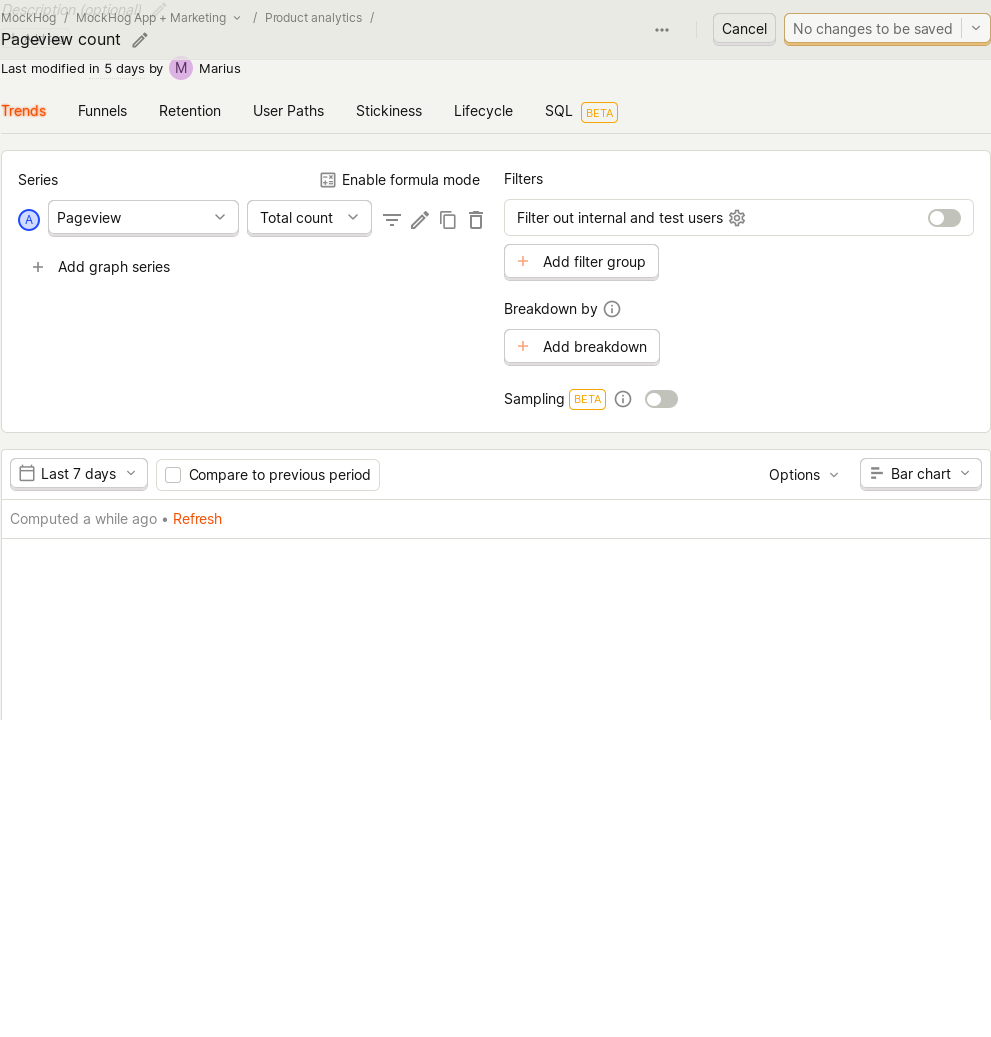 Description (optional)
MockHog / MockHog App + Marketing / Product analytics /
Pageview count
Cancel
No changes to be saved
Last modified in 5 days by M Marius
Trends Funnels Retention User Paths Stickiness Lifecycle SQL BETA
Series
Enable formula mode
A Pageview Total count
Add graph series
Filters
Filter out internal and test users
Add filter group
Breakdown by
Add breakdown
Sampling BETA
Last 7 days Compare to previous period Options Bar chart
Computed a while ago • Refresh